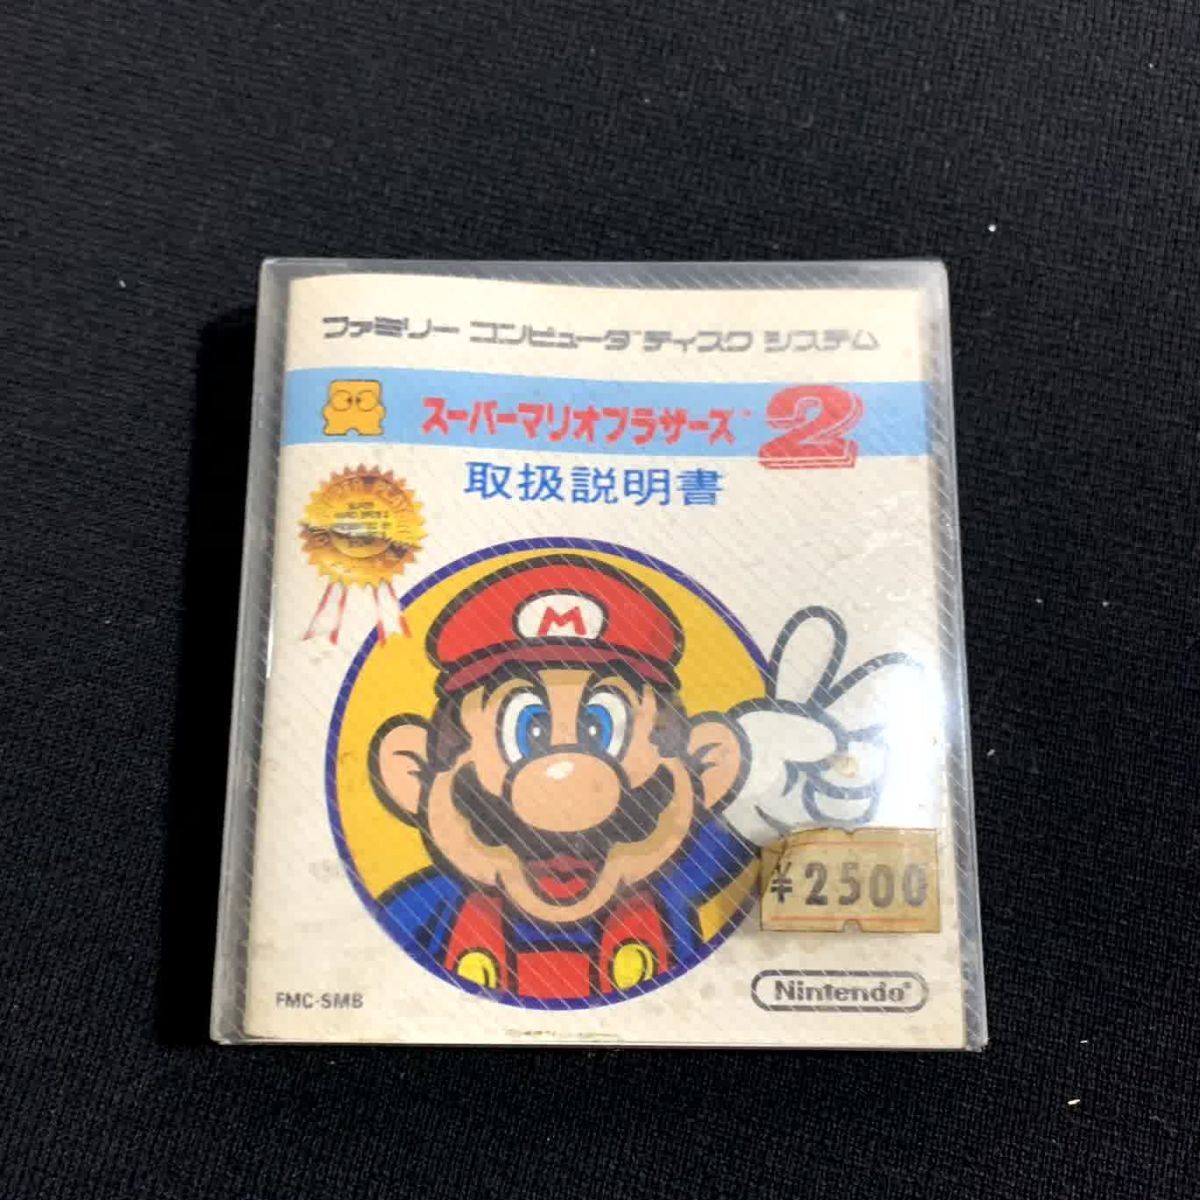 ファミリー コンピュータ ディスク システム
スーパーマリオブラザーズ 2
取扱説明書
M
¥2500
FMC-SMB
Nintendo